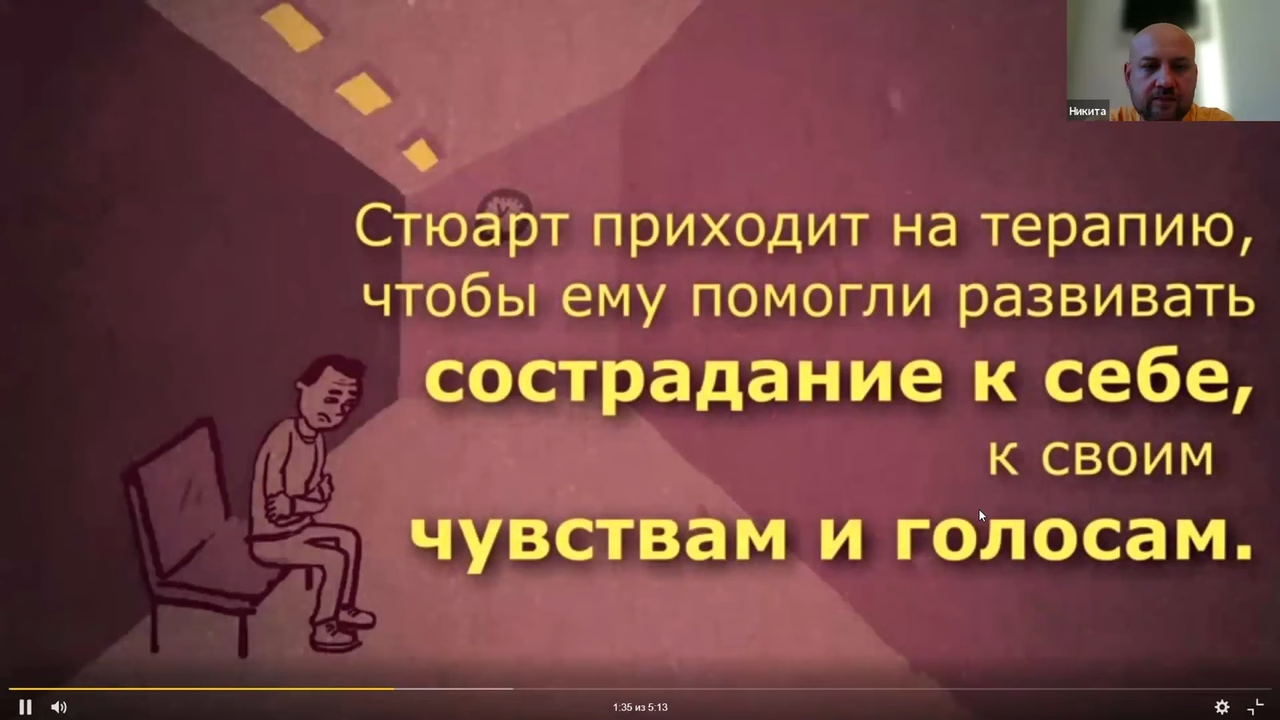 Никита
Стюарт приходит на терапию,
чтобы ему помогли развивать
сострадание к себе,
к своим
чувствам и голосам.
1:35 из 5:13